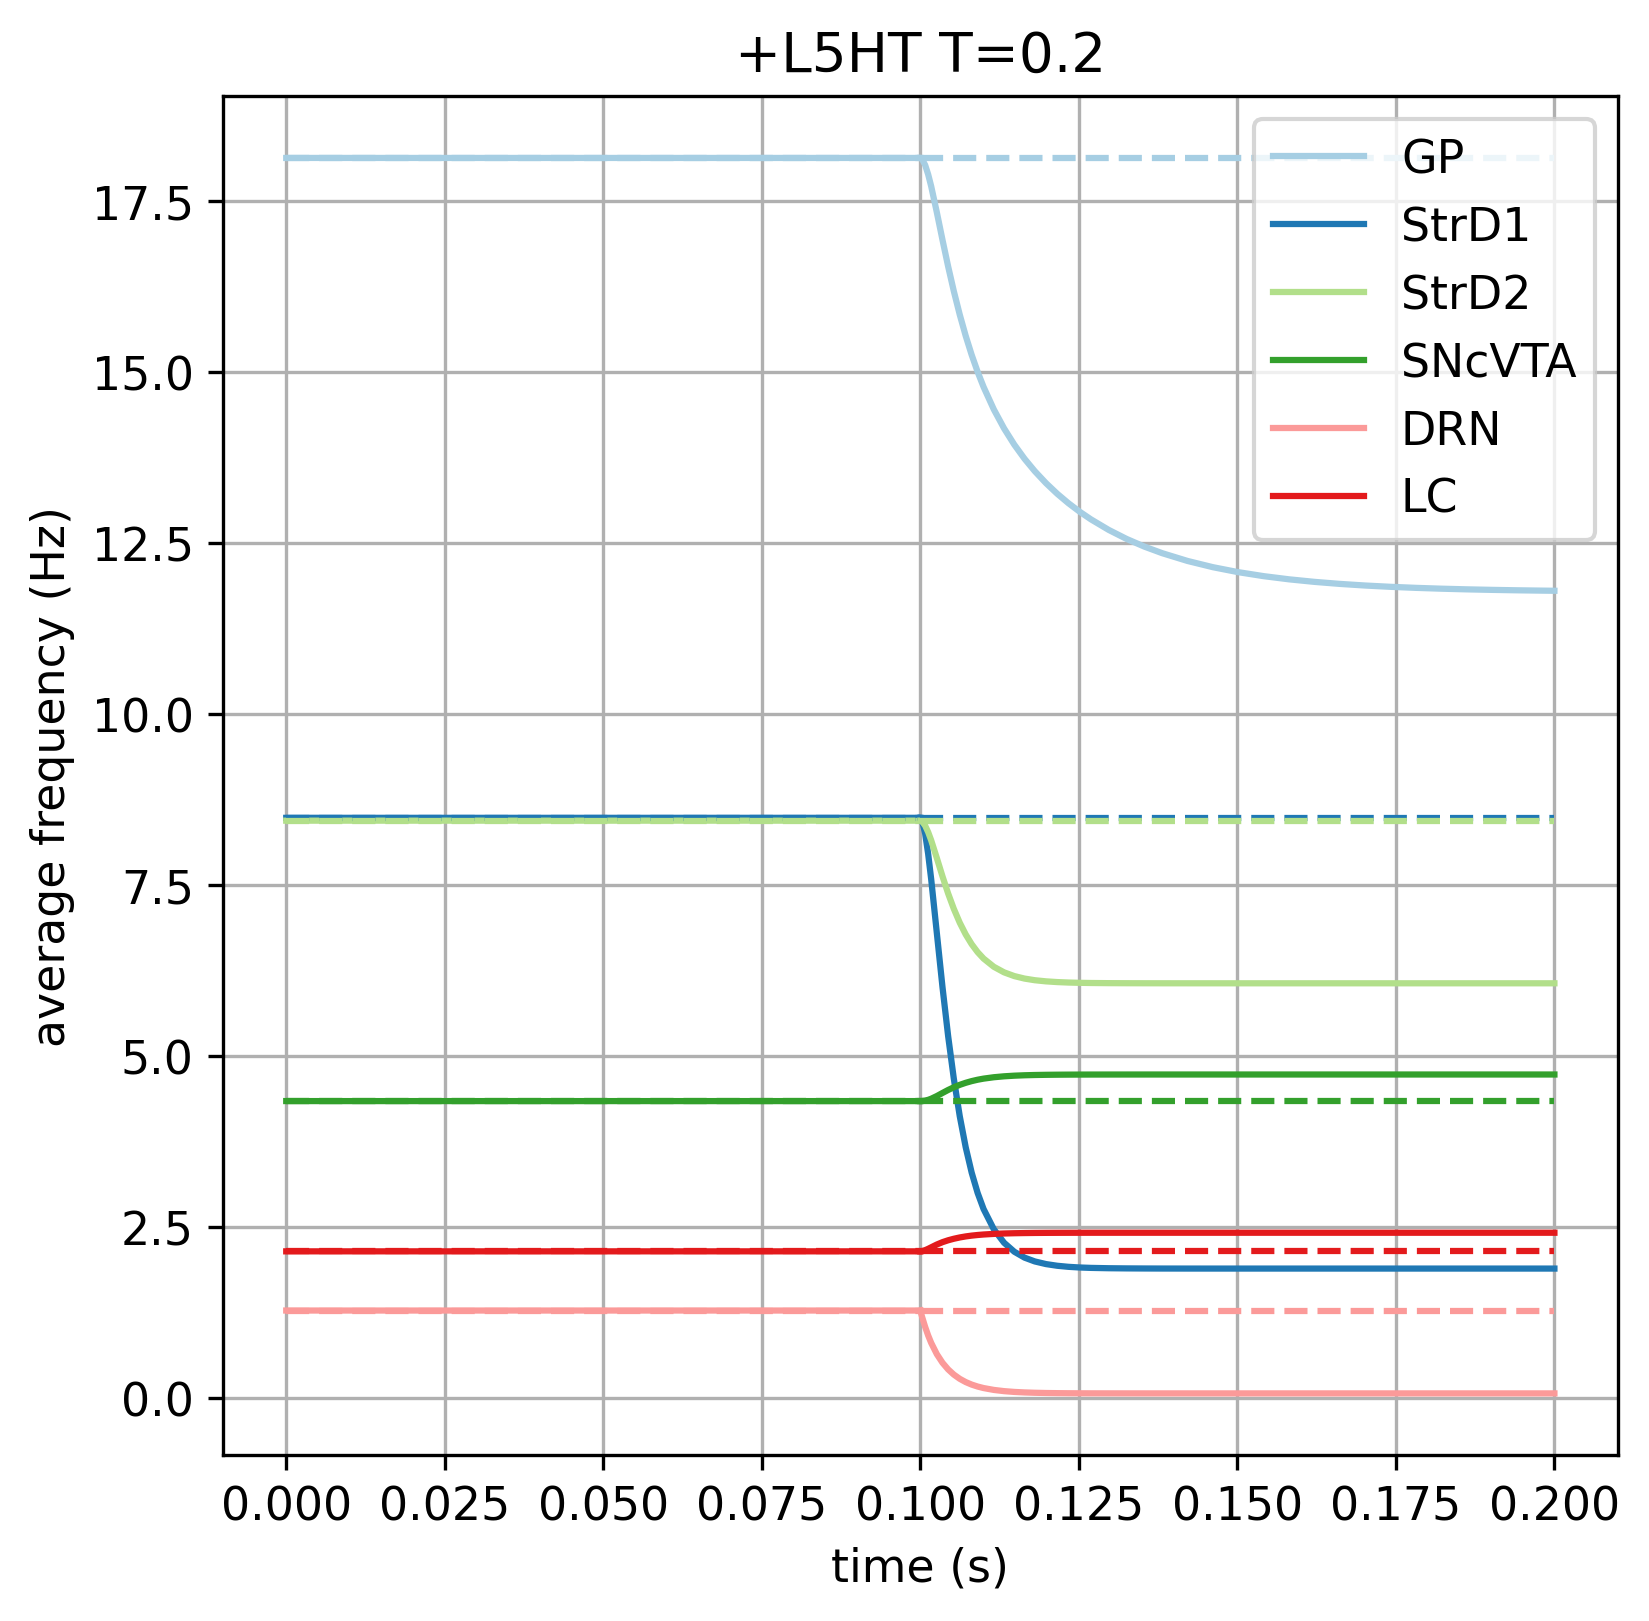 +L5HT T=0.2
GP
StrD1
StrD2
SNcVTA
DRN
LC
17.5
15.0
12.5
10.0
7.5
5.0
2.5
0.0
average frequency (Hz)
0.000 0.025 0.050 0.075 0.100 0.125 0.150 0.175 0.200
time (s)